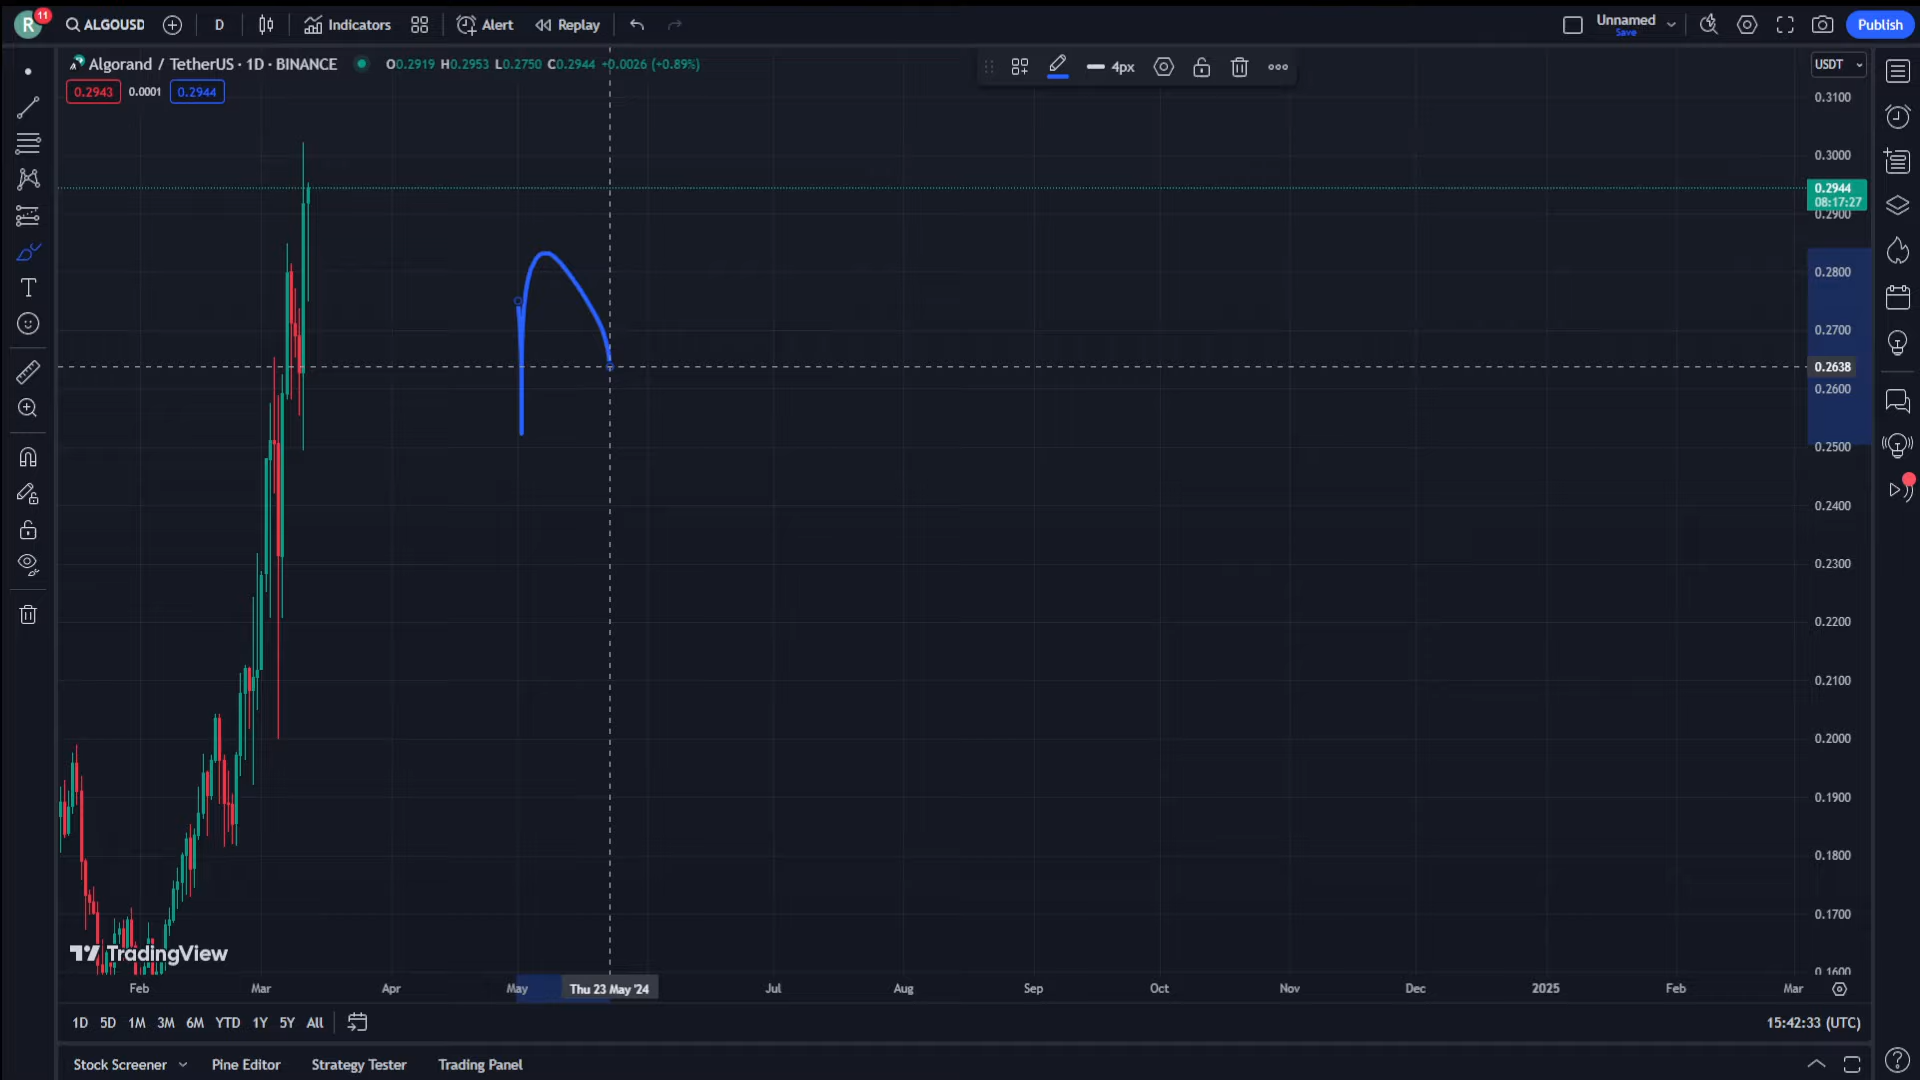 R 11 ALGOUSD D Indicators Alert Replay Unnamed Save Publish
Algorand / TetherUS · 1D · BINANCE O0.2919 H0.2953 L0.2750 C0.2944 +0.0026 (+0.89%)
0.2943 0.0001 0.2944
4px
USDT
0.3100
0.3000
0.2944
08:17:27
0.2900
0.2800
0.2700
0.2638
0.2600
0.2500
0.2400
0.2300
0.2200
0.2100
0.2000
0.1900
0.1800
0.1700
0.1600
TradingView
Feb Mar Apr May Thu 23 May '24 Jul Aug Sep Oct Nov Dec 2025 Feb Mar
1D 5D 1M 3M 6M YTD 1Y 5Y All 15:42:33 (UTC)
Stock Screener Pine Editor Strategy Tester Trading Panel